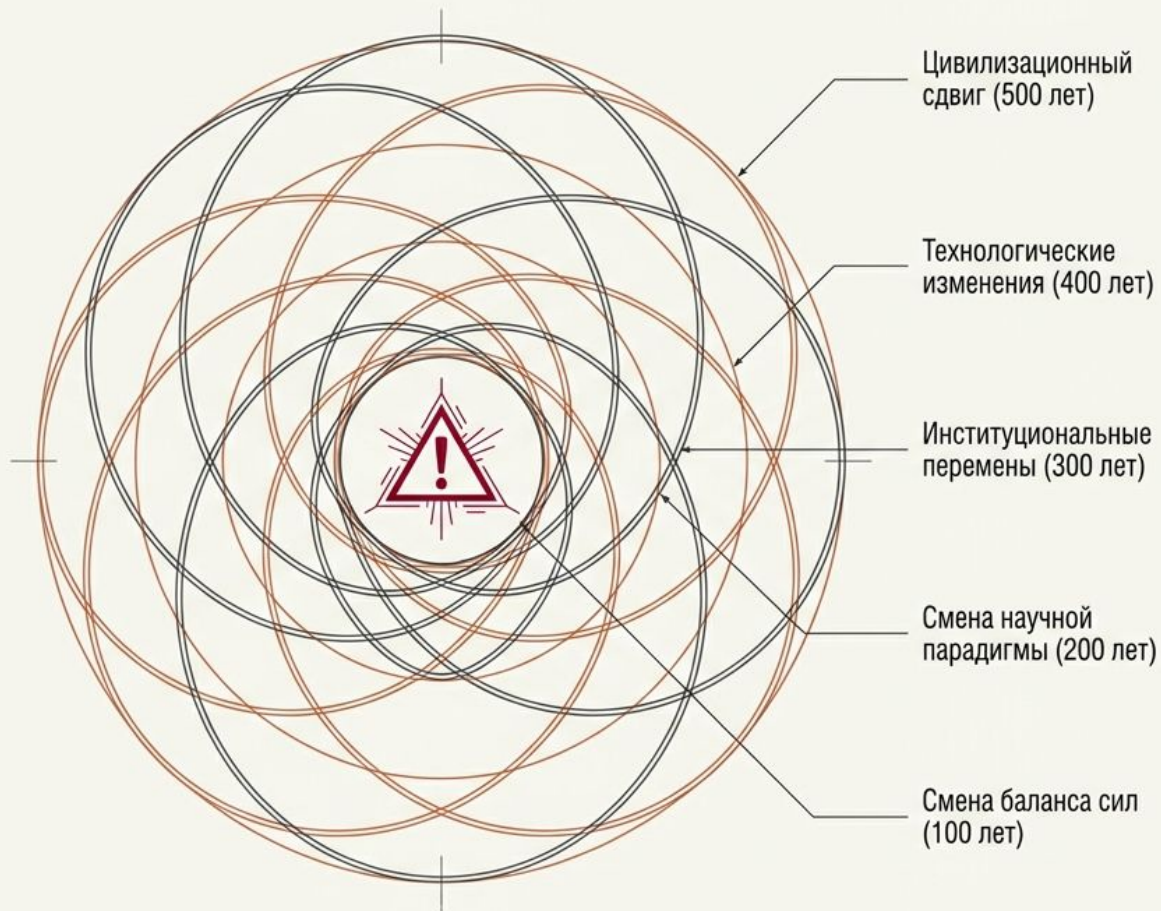 Цивилизационный
сдвиг (500 лет)
Технологические
изменения (400 лет)
Институциональные
перемены (300 лет)
Смена научной
парадигмы (200 лет)
Смена баланса сил
(100 лет)
!